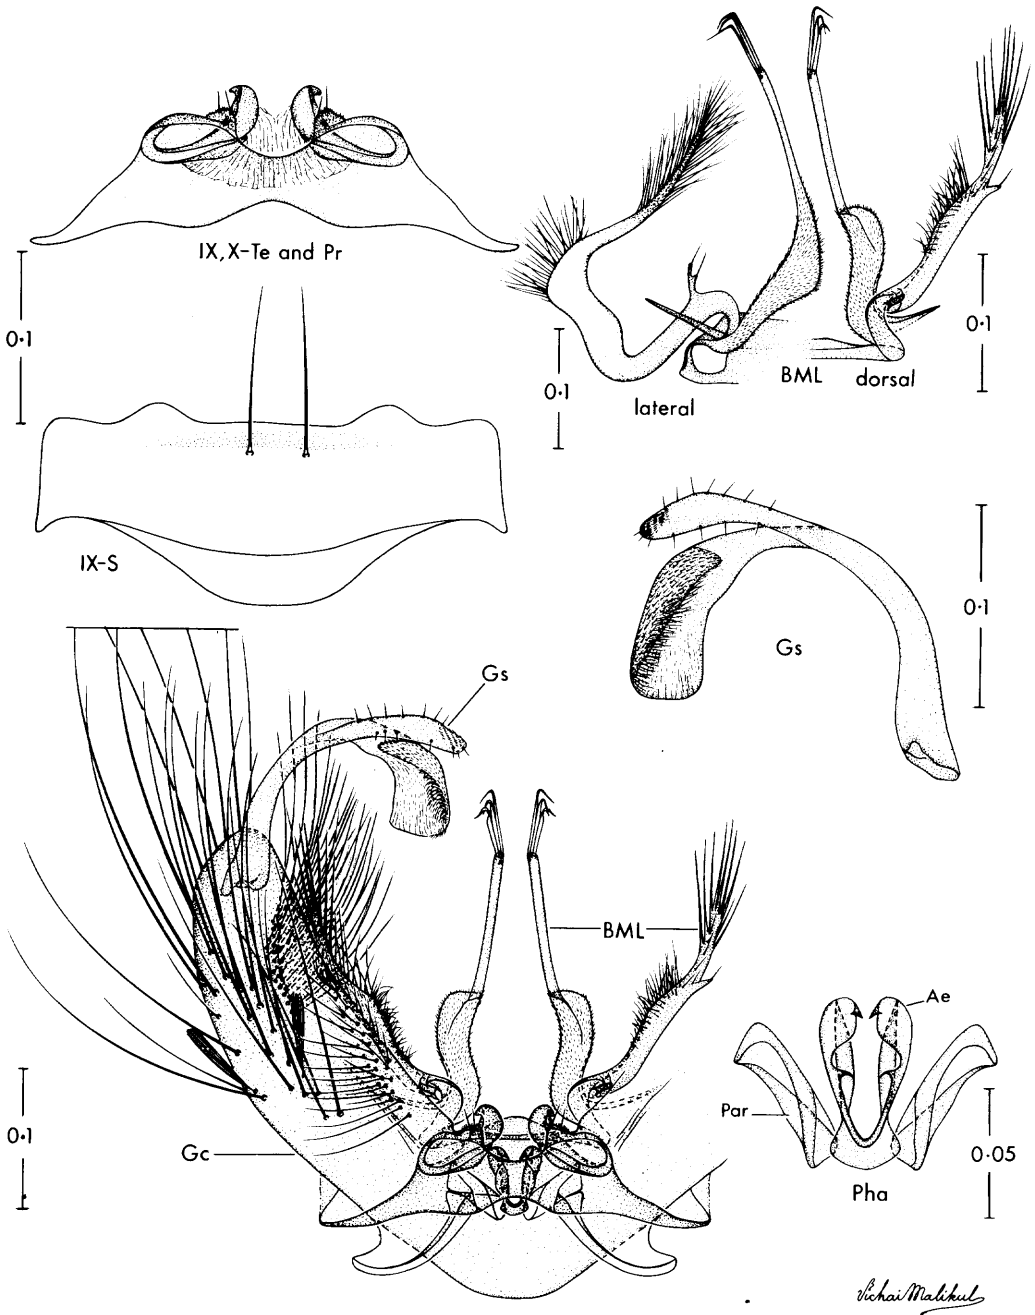 IX,X-Te and Pr
0·1
IX-S
0·1
lateral
BML
dorsal
0·1
Gs
0·1
Gs
BML
Gc
0·1
Ae
Par
Pha
0·05
Vichai Malikul